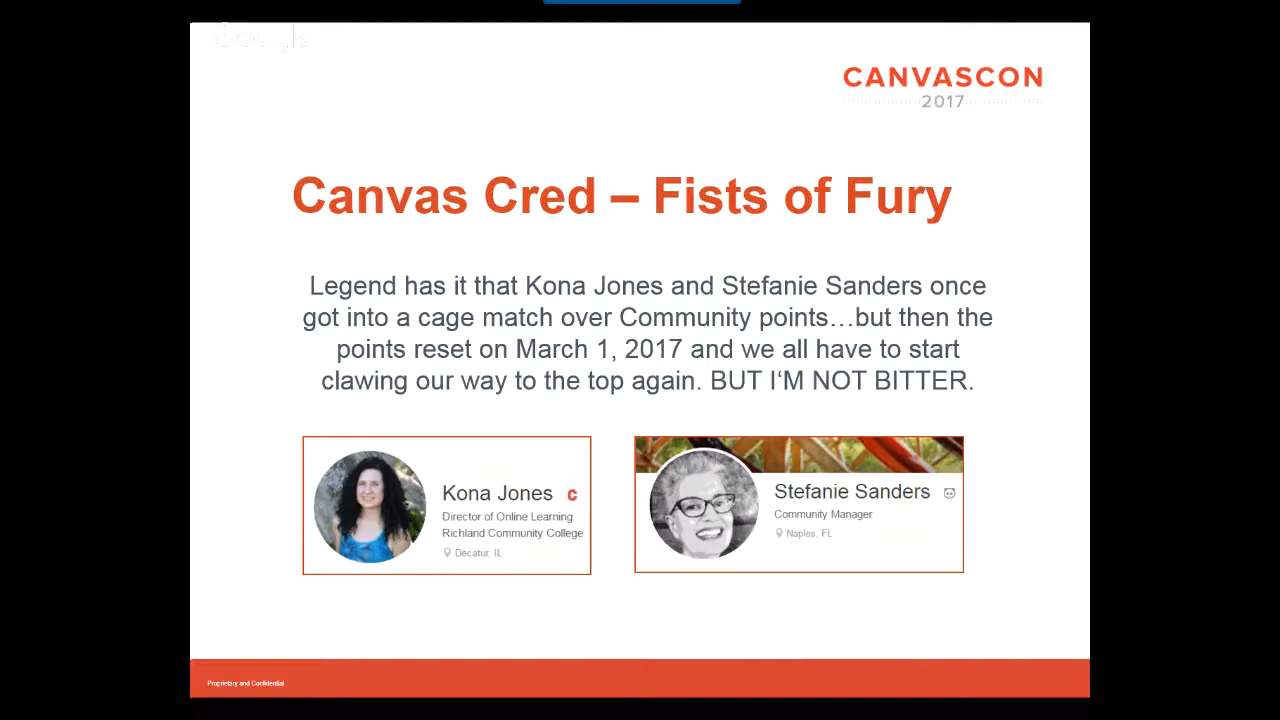 CANVASCON
2017
Canvas Cred – Fists of Fury
Legend has it that Kona Jones and Stefanie Sanders once
got into a cage match over Community points…but then the
points reset on March 1, 2017 and we all have to start
clawing our way to the top again. BUT I‘M NOT BITTER.
Kona Jones
Director of Online Learning
Richland Community College
Decatur, IL
Stefanie Sanders
Community Manager
Naples, FL
Proprietary and Confidential